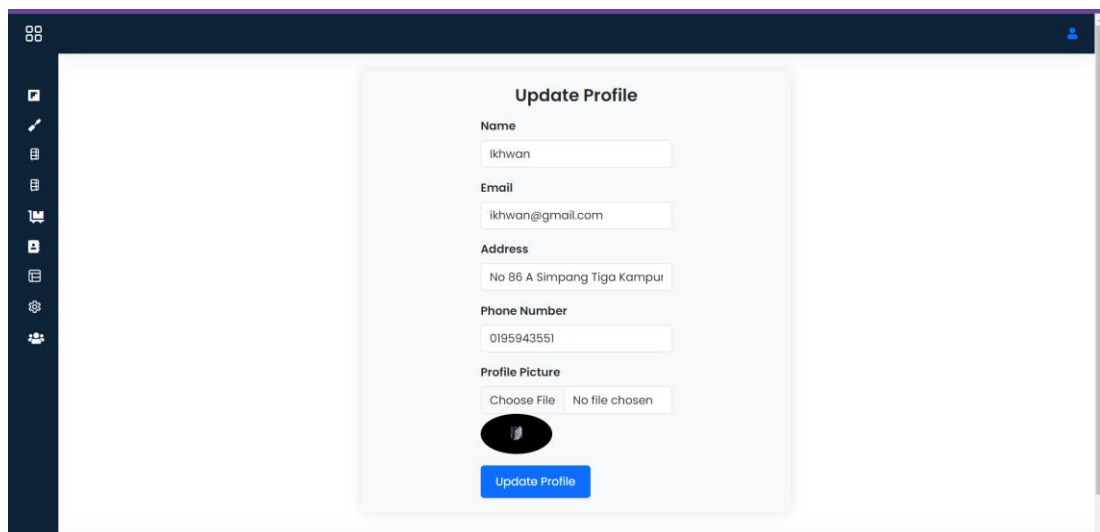 Update Profile
Name
Ikhwan
Email
ikhwan@gmail.com
Address
No 86 A Simpang Tiga Kampur
Phone Number
0195943551
Profile Picture
Choose File No file chosen
Update Profile